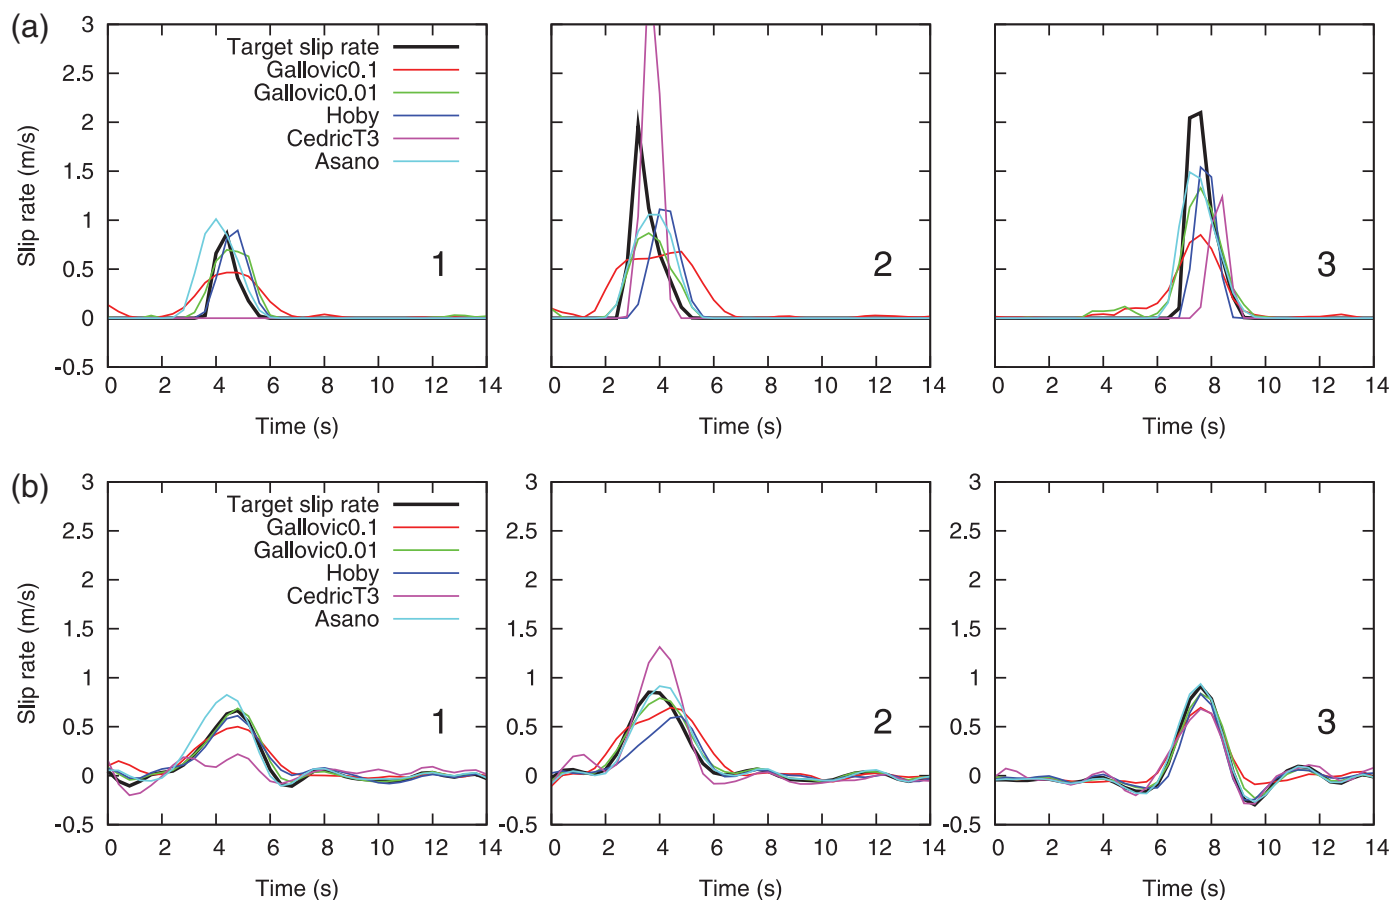 (a)
3
2.5
2
1.5
1
0.5
0
-0.5
Slip rate (m/s)
Target slip rate
Gallovic0.1
Gallovic0.01
Hoby
CedricT3
Asano
1
2
3
0 2 4 6 8 10 12 14
0 2 4 6 8 10 12 14
0 2 4 6 8 10 12 14
Time (s)
Time (s)
Time (s)
(b)
3
2.5
2
1.5
1
0.5
0
-0.5
Slip rate (m/s)
Target slip rate
Gallovic0.1
Gallovic0.01
Hoby
CedricT3
Asano
1
3
2.5
2
1.5
1
0.5
0
-0.5
2
3
2.5
2
1.5
1
0.5
0
-0.5
3
0 2 4 6 8 10 12 14
0 2 4 6 8 10 12 14
0 2 4 6 8 10 12 14
Time (s)
Time (s)
Time (s)